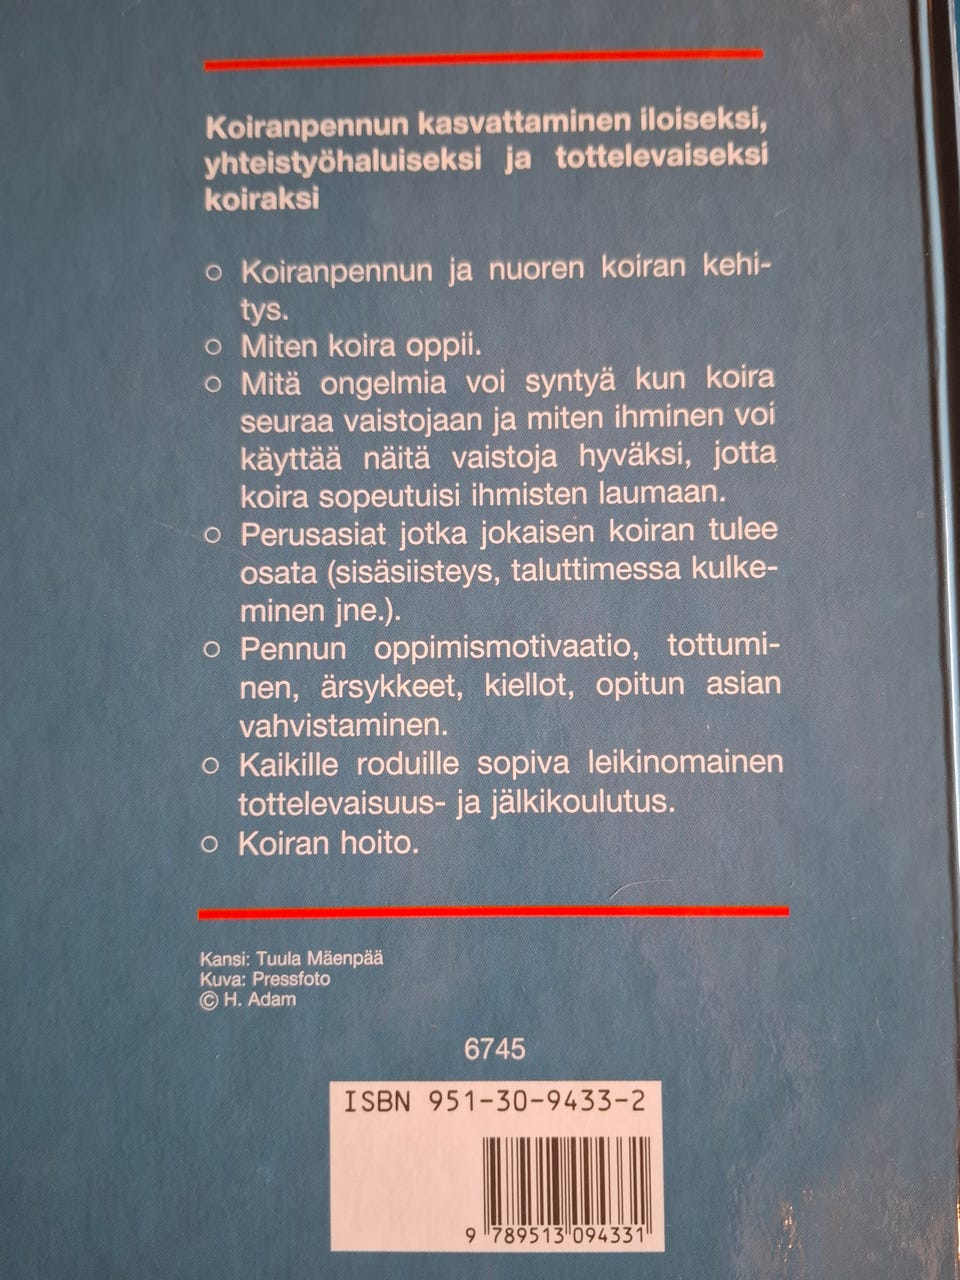 Koiranpennun kasvattaminen iloiseksi,
yhteistyöhaluiseksi ja tottelevaiseksi
koiraksi
○ Koiranpennun ja nuoren koiran kehi-
tys.
○ Miten koira oppii.
○ Mitä ongelmia voi syntyä kun koira
seuraa vaistojaan ja miten ihminen voi
käyttää näitä vaistoja hyväksi, jotta
koira sopeutuisi ihmisten laumaan.
○ Perusasiat jotka jokaisen koiran tulee
osata (sisäsiisteys, taluttimessa kulke-
minen jne.).
○ Pennun oppimismotivaatio, tottumi-
nen, ärsykkeet, kiellot, opitun asian
vahvistaminen.
○ Kaikille roduille sopiva leikinomainen
tottelevaisuus- ja jälkikoulutus.
○ Koiran hoito.
Kansi: Tuula Mäenpää
Kuva: Pressfoto
© H. Adam
6745
ISBN 951-30-9433-2
9 789513 094331